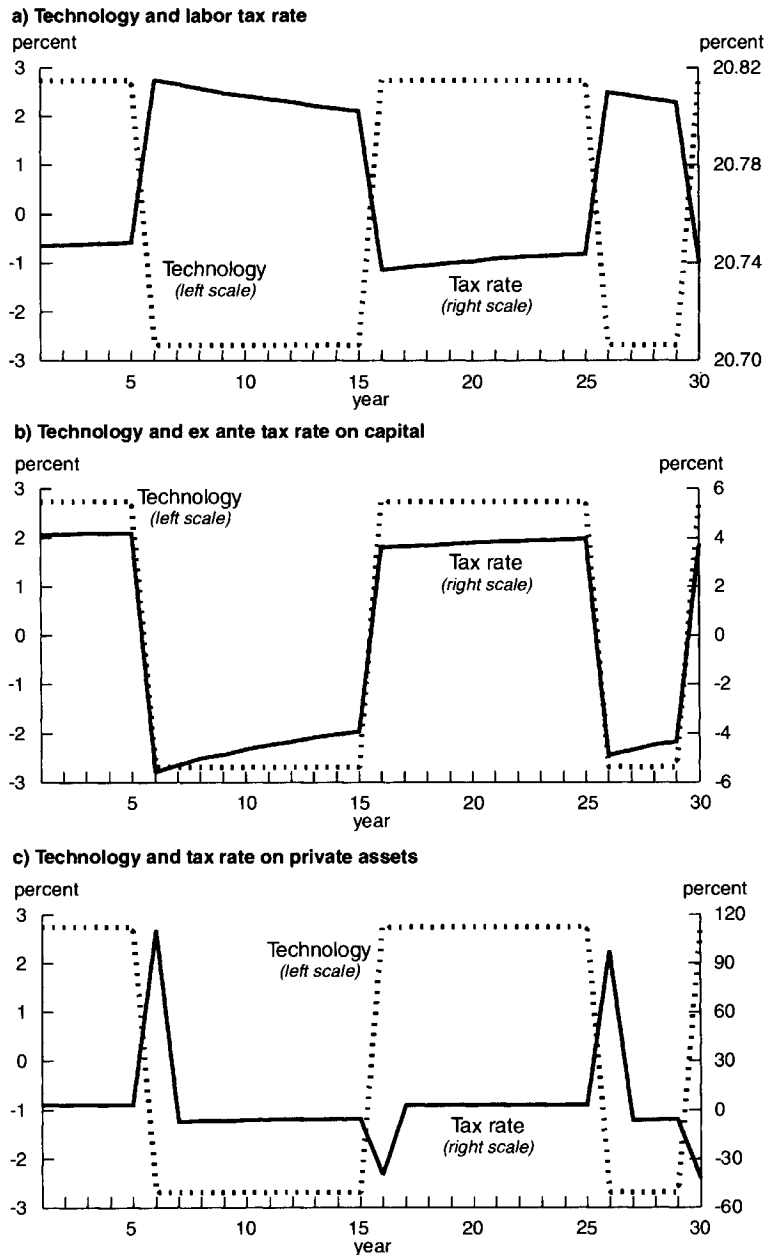 a) Technology and labor tax rate
percent percent
3 20.82
2
1 20.78
0
-1 20.74
Technology
(left scale)
Tax rate
(right scale)
-2
-3 20.70
5 10 15 20 25 30
year
b) Technology and ex ante tax rate on capital
percent percent
3 6
Technology
(left scale)
2 4
Tax rate
(right scale)
1 2
0 0
-1 -2
-2 -4
-3 -6
5 10 15 20 25 30
year
c) Technology and tax rate on private assets
percent percent
3 120
2 90
Technology
(left scale)
1 60
0 30
-1 0
Tax rate
(right scale)
-2 -30
-3 -60
5 10 15 20 25 30
year